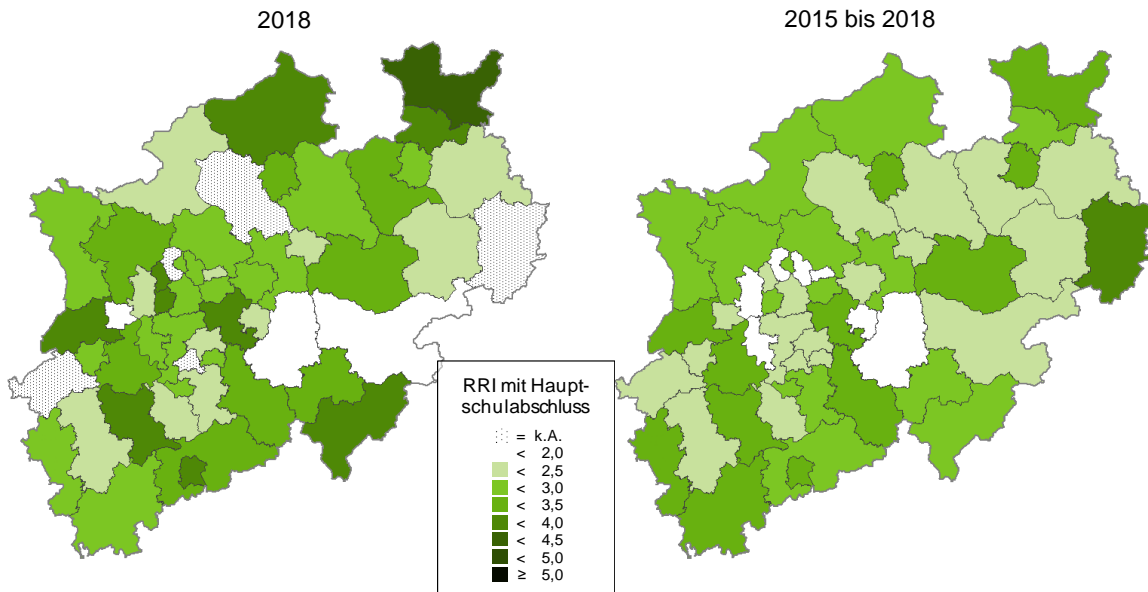 2018
2015 bis 2018
RRI mit Haupt-
schulabschluss
= k.A.
< 2,0
< 2,5
< 3,0
< 3,5
< 4,0
< 4,5
< 5,0
≥ 5,0